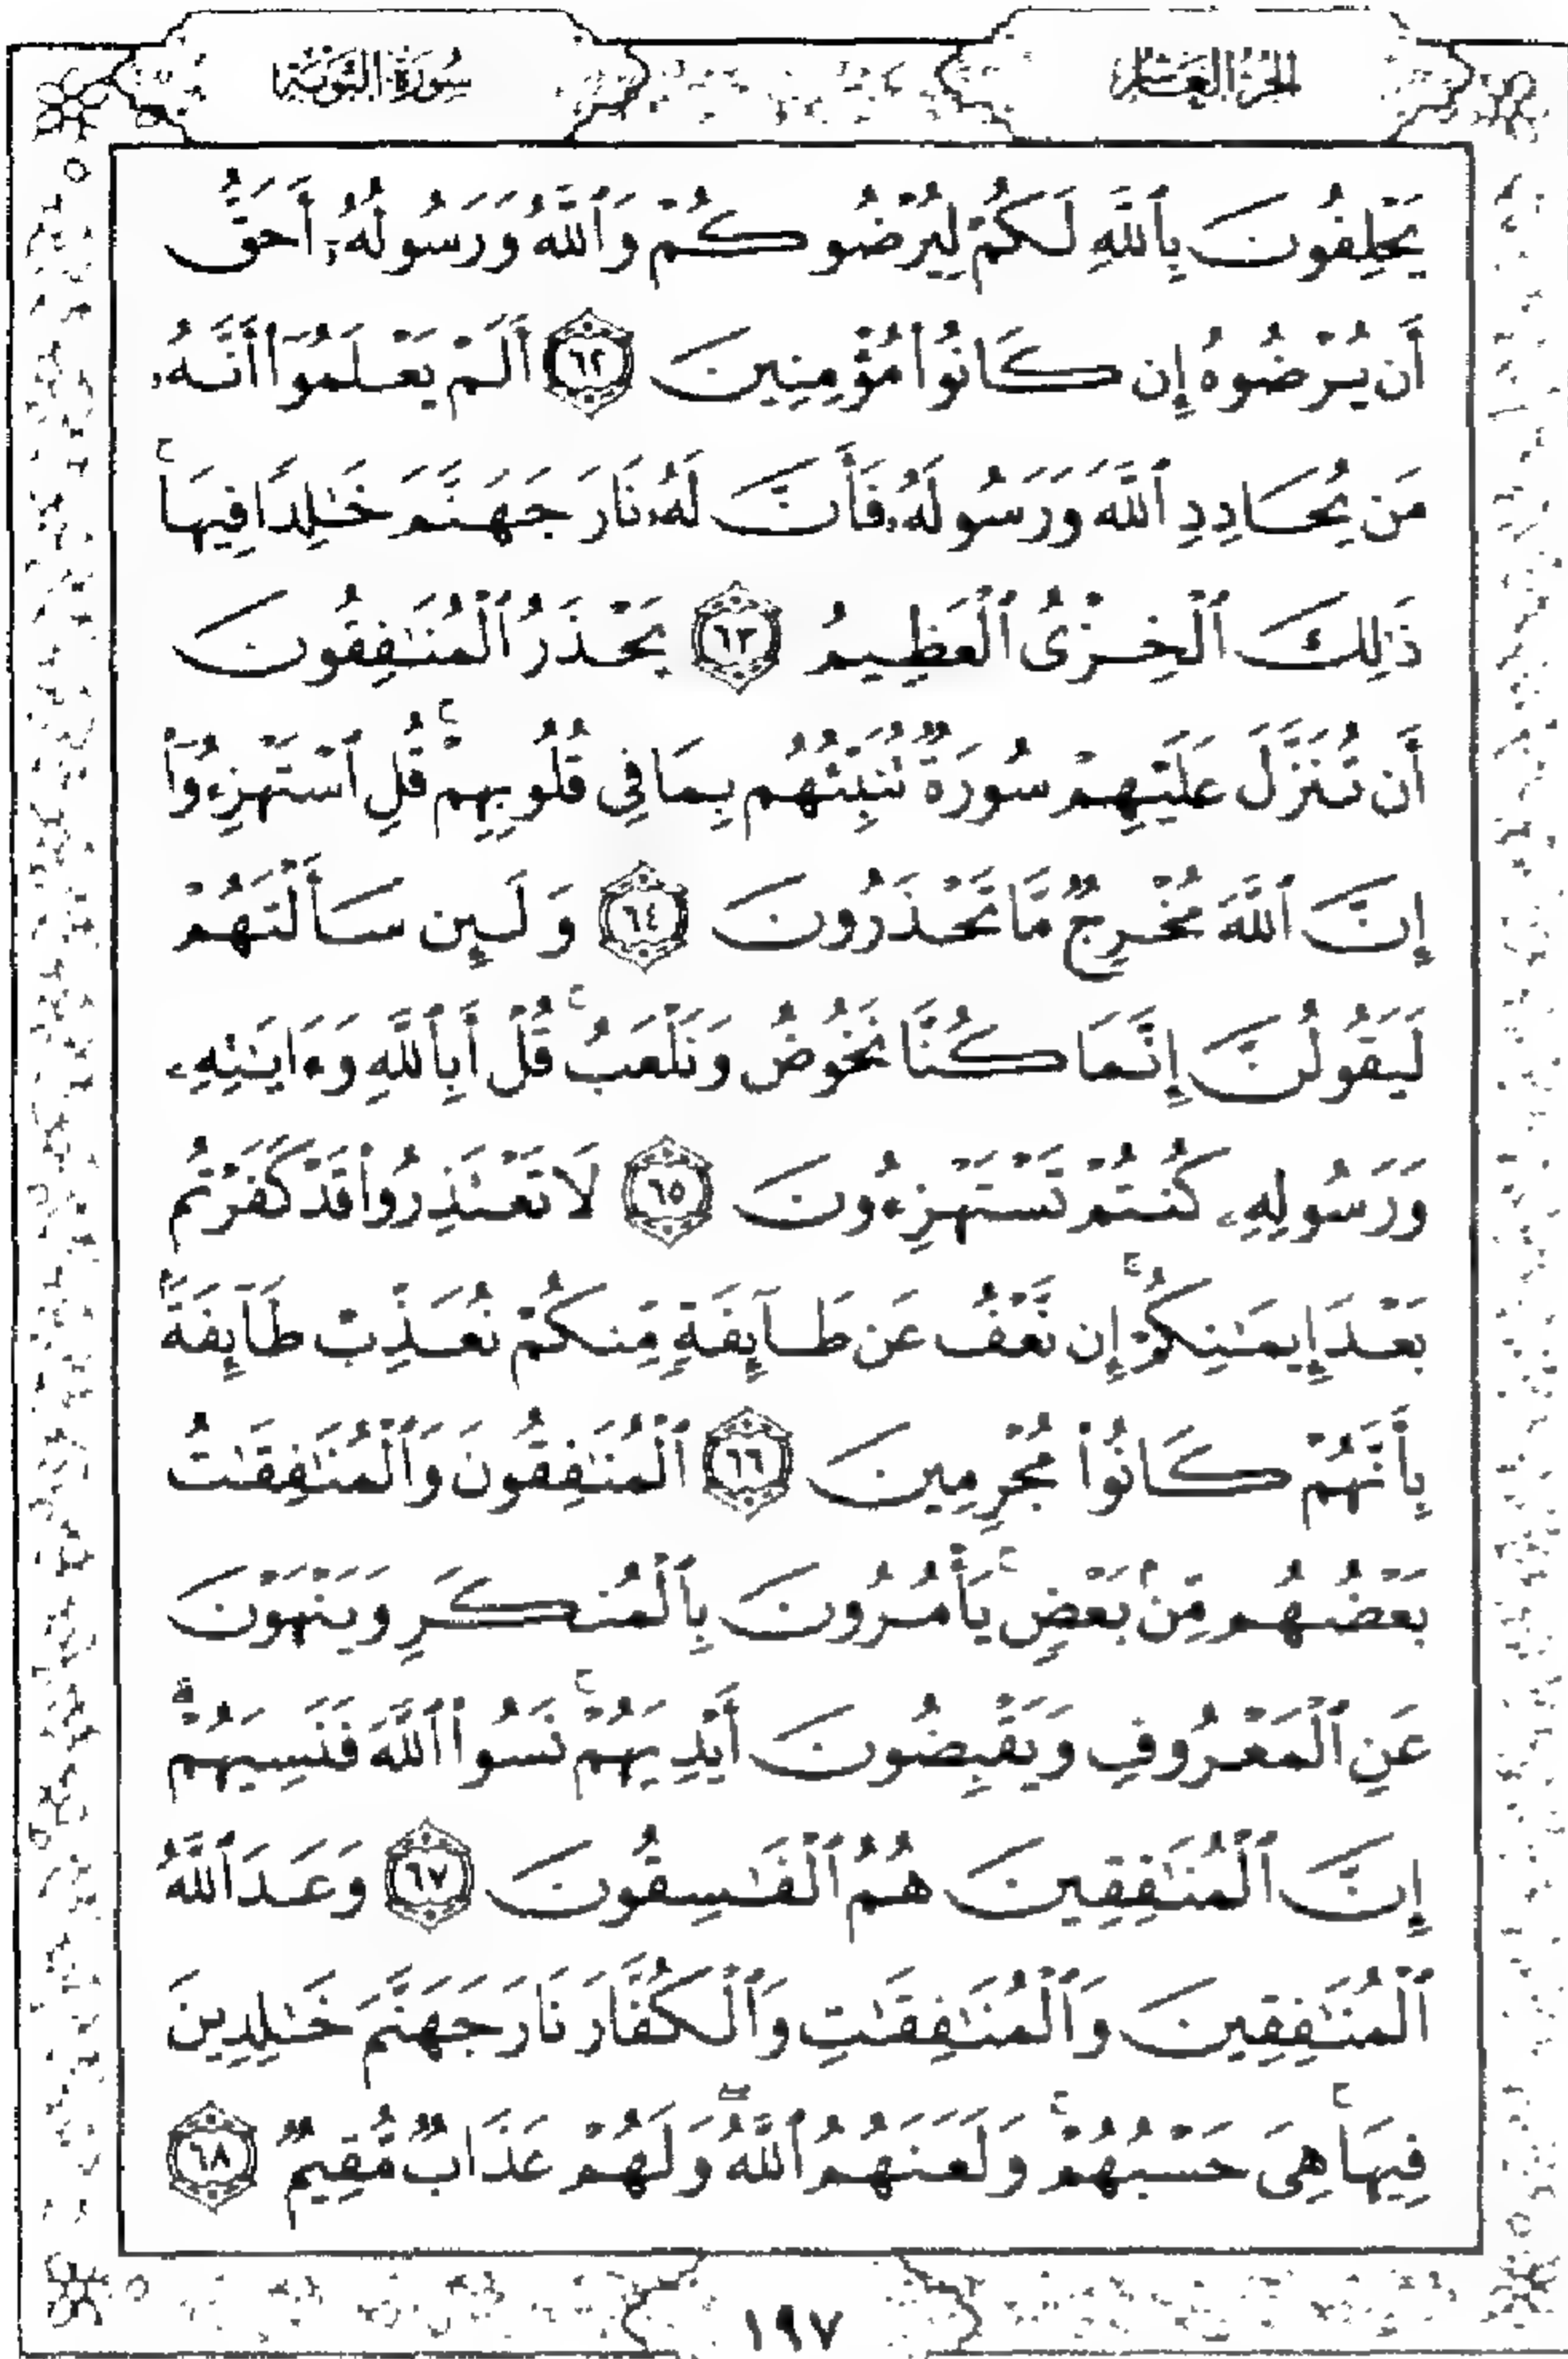 الجزء العاشر
سورة التوبة
يَحْلِفُونَ بِٱللَّهِ لَكُمْ لِيُرْضُوكُمْ وَٱللَّهُ وَرَسُولُهُۥٓ أَحَقُّ
أَن يُرْضُوهُ إِن كَانُوا۟ مُؤْمِنِينَ ٦٢ أَلَمْ يَعْلَمُوٓا۟ أَنَّهُۥ
مَن يُحَادِدِ ٱللَّهَ وَرَسُولَهُۥ فَأَنَّ لَهُۥ نَارَ جَهَنَّمَ خَـٰلِدًا فِيهَا ۚ
ذَٰلِكَ ٱلْخِزْىُ ٱلْعَظِيمُ ٦٣ يَحْذَرُ ٱلْمُنَـٰفِقُونَ
أَن تُنَزَّلَ عَلَيْهِمْ سُورَةٌ تُنَبِّئُهُم بِمَا فِى قُلُوبِهِمْ ۚ قُلِ ٱسْتَهْزِءُوٓا۟
إِنَّ ٱللَّهَ مُخْرِجٌ مَّا تَحْذَرُونَ ٦٤ وَلَئِن سَأَلْتَهُمْ
لَيَقُولُنَّ إِنَّمَا كُنَّا نَخُوضُ وَنَلْعَبُ ۚ قُلْ أَبِٱللَّهِ وَءَايَـٰتِهِۦ
وَرَسُولِهِۦ كُنتُمْ تَسْتَهْزِءُونَ ٦٥ لَا تَعْتَذِرُوا۟ قَدْ كَفَرْتُم
بَعْدَ إِيمَـٰنِكُمْ ۚ إِن نَّعْفُ عَن طَآئِفَةٍ مِّنكُمْ نُعَذِّبْ طَآئِفَةًۢ
بِأَنَّهُمْ كَانُوا۟ مُجْرِمِينَ ٦٦ ٱلْمُنَـٰفِقُونَ وَٱلْمُنَـٰفِقَـٰتُ
بَعْضُهُم مِّنۢ بَعْضٍ ۚ يَأْمُرُونَ بِٱلْمُنكَرِ وَيَنْهَوْنَ
عَنِ ٱلْمَعْرُوفِ وَيَقْبِضُونَ أَيْدِيَهُمْ ۚ نَسُوا۟ ٱللَّهَ فَنَسِيَهُمْ ۗ
إِنَّ ٱلْمُنَـٰفِقِينَ هُمُ ٱلْفَـٰسِقُونَ ٦٧ وَعَدَ ٱللَّهُ
ٱلْمُنَـٰفِقِينَ وَٱلْمُنَـٰفِقَـٰتِ وَٱلْكُفَّارَ نَارَ جَهَنَّمَ خَـٰلِدِينَ
فِيهَا ۚ هِىَ حَسْبُهُمْ ۚ وَلَعَنَهُمُ ٱللَّهُ ۖ وَلَهُمْ عَذَابٌ مُّقِيمٌ ٦٨
١٩٧